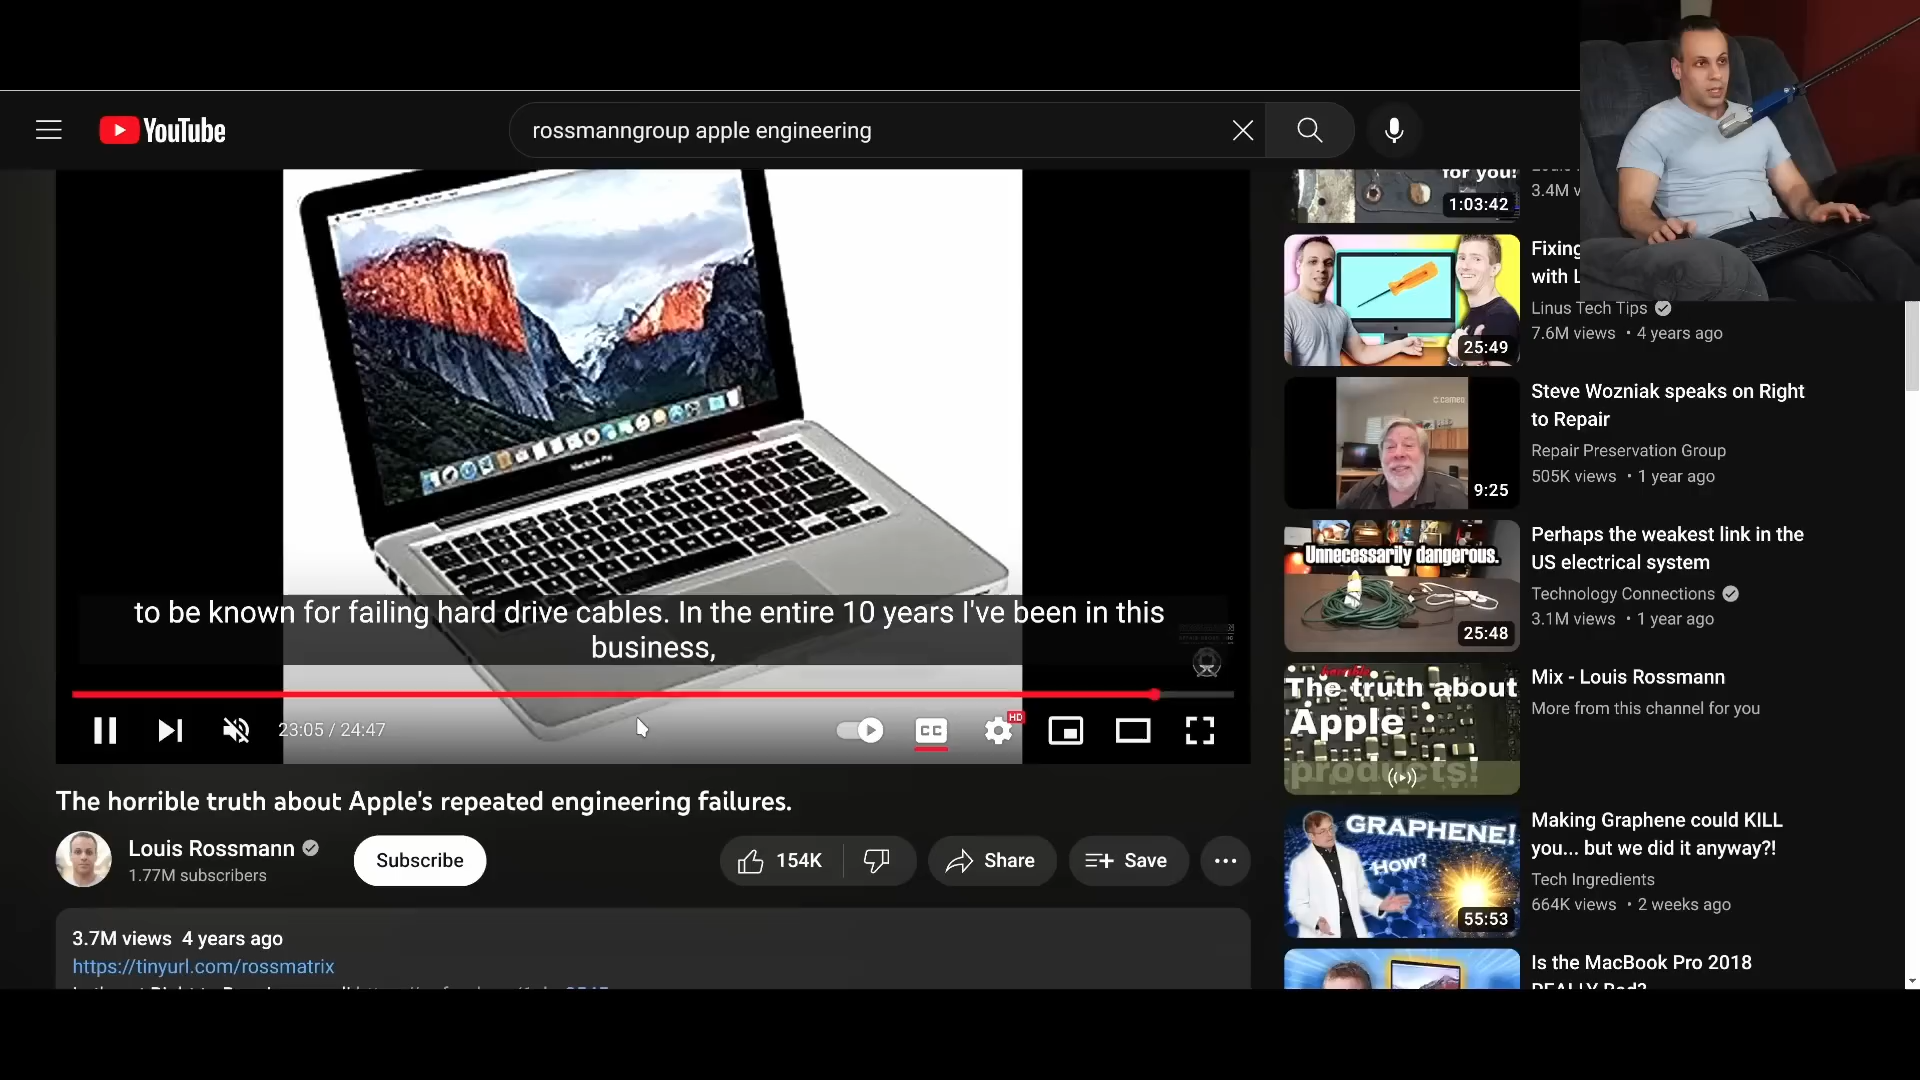 YouTube
rossmanngroup apple engineering
to be known for failing hard drive cables. In the entire 10 years I've been in this
business,
HD
CC
23:05 / 24:47
The horrible truth about Apple's repeated engineering failures.
Louis Rossmann
1.77M subscribers
Subscribe
154K
Share
Save
3.7M views 4 years ago
https://tinyurl.com/rossmatrix
for you!
1:03:42
3.4M
Fixing
with L
Linus Tech Tips
7.6M views • 4 years ago
25:49
Steve Wozniak speaks on Right
to Repair
Repair Preservation Group
505K views • 1 year ago
c.cameo
9:25
Perhaps the weakest link in the
US electrical system
Technology Connections
3.1M views • 1 year ago
Unnecessarily dangerous.
25:48
Mix - Louis Rossmann
More from this channel for you
horrible
The truth about
Apple
products!
Making Graphene could KILL
you... but we did it anyway?!
Tech Ingredients
664K views • 2 weeks ago
GRAPHENE!
HOW?
55:53
Is the MacBook Pro 2018